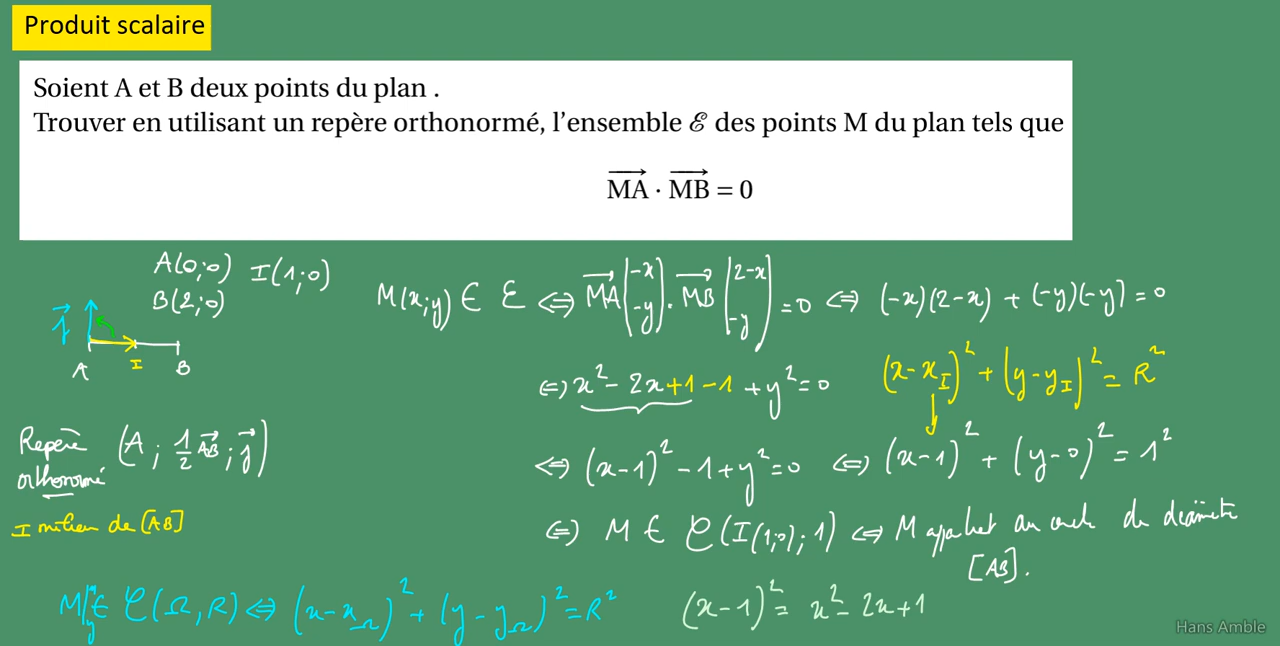 Produit scalaire
Soient A et B deux points du plan .
Trouver en utilisant un repère orthonormé, l'ensemble ℰ des points M du plan tels que
MA⃗ · MB⃗ = 0
A(0;0) I(1;0)
B(2;0)
j⃗
A I B
M(x;y) ∈ ℰ ⇔ MA⃗ |-x -y| . MB⃗ |2-x -y| = 0 ⇔ (-x)(2-x) + (-y)(-y) = 0
⇔ x² - 2x + 1 - 1 + y² = 0
(x - x_I)² + (y - y_I)² = R²
Repère (A ; 1/2 AB⃗ ; j⃗)
orthonormé
⇔ (x-1)² - 1 + y² = 0 ⇔ (x-1)² + (y-0)² = 1²
I milieu de [AB]
⇔ M ∈ 𝒞(I(1;0) ; 1) ⇔ M appartient au cercle de diamètre
[AB].
M|x y ∈ 𝒞(Ω, R) ⇔ (x - x_Ω)² + (y - y_Ω)² = R²
(x-1)² = x² - 2x + 1
Hans Amble